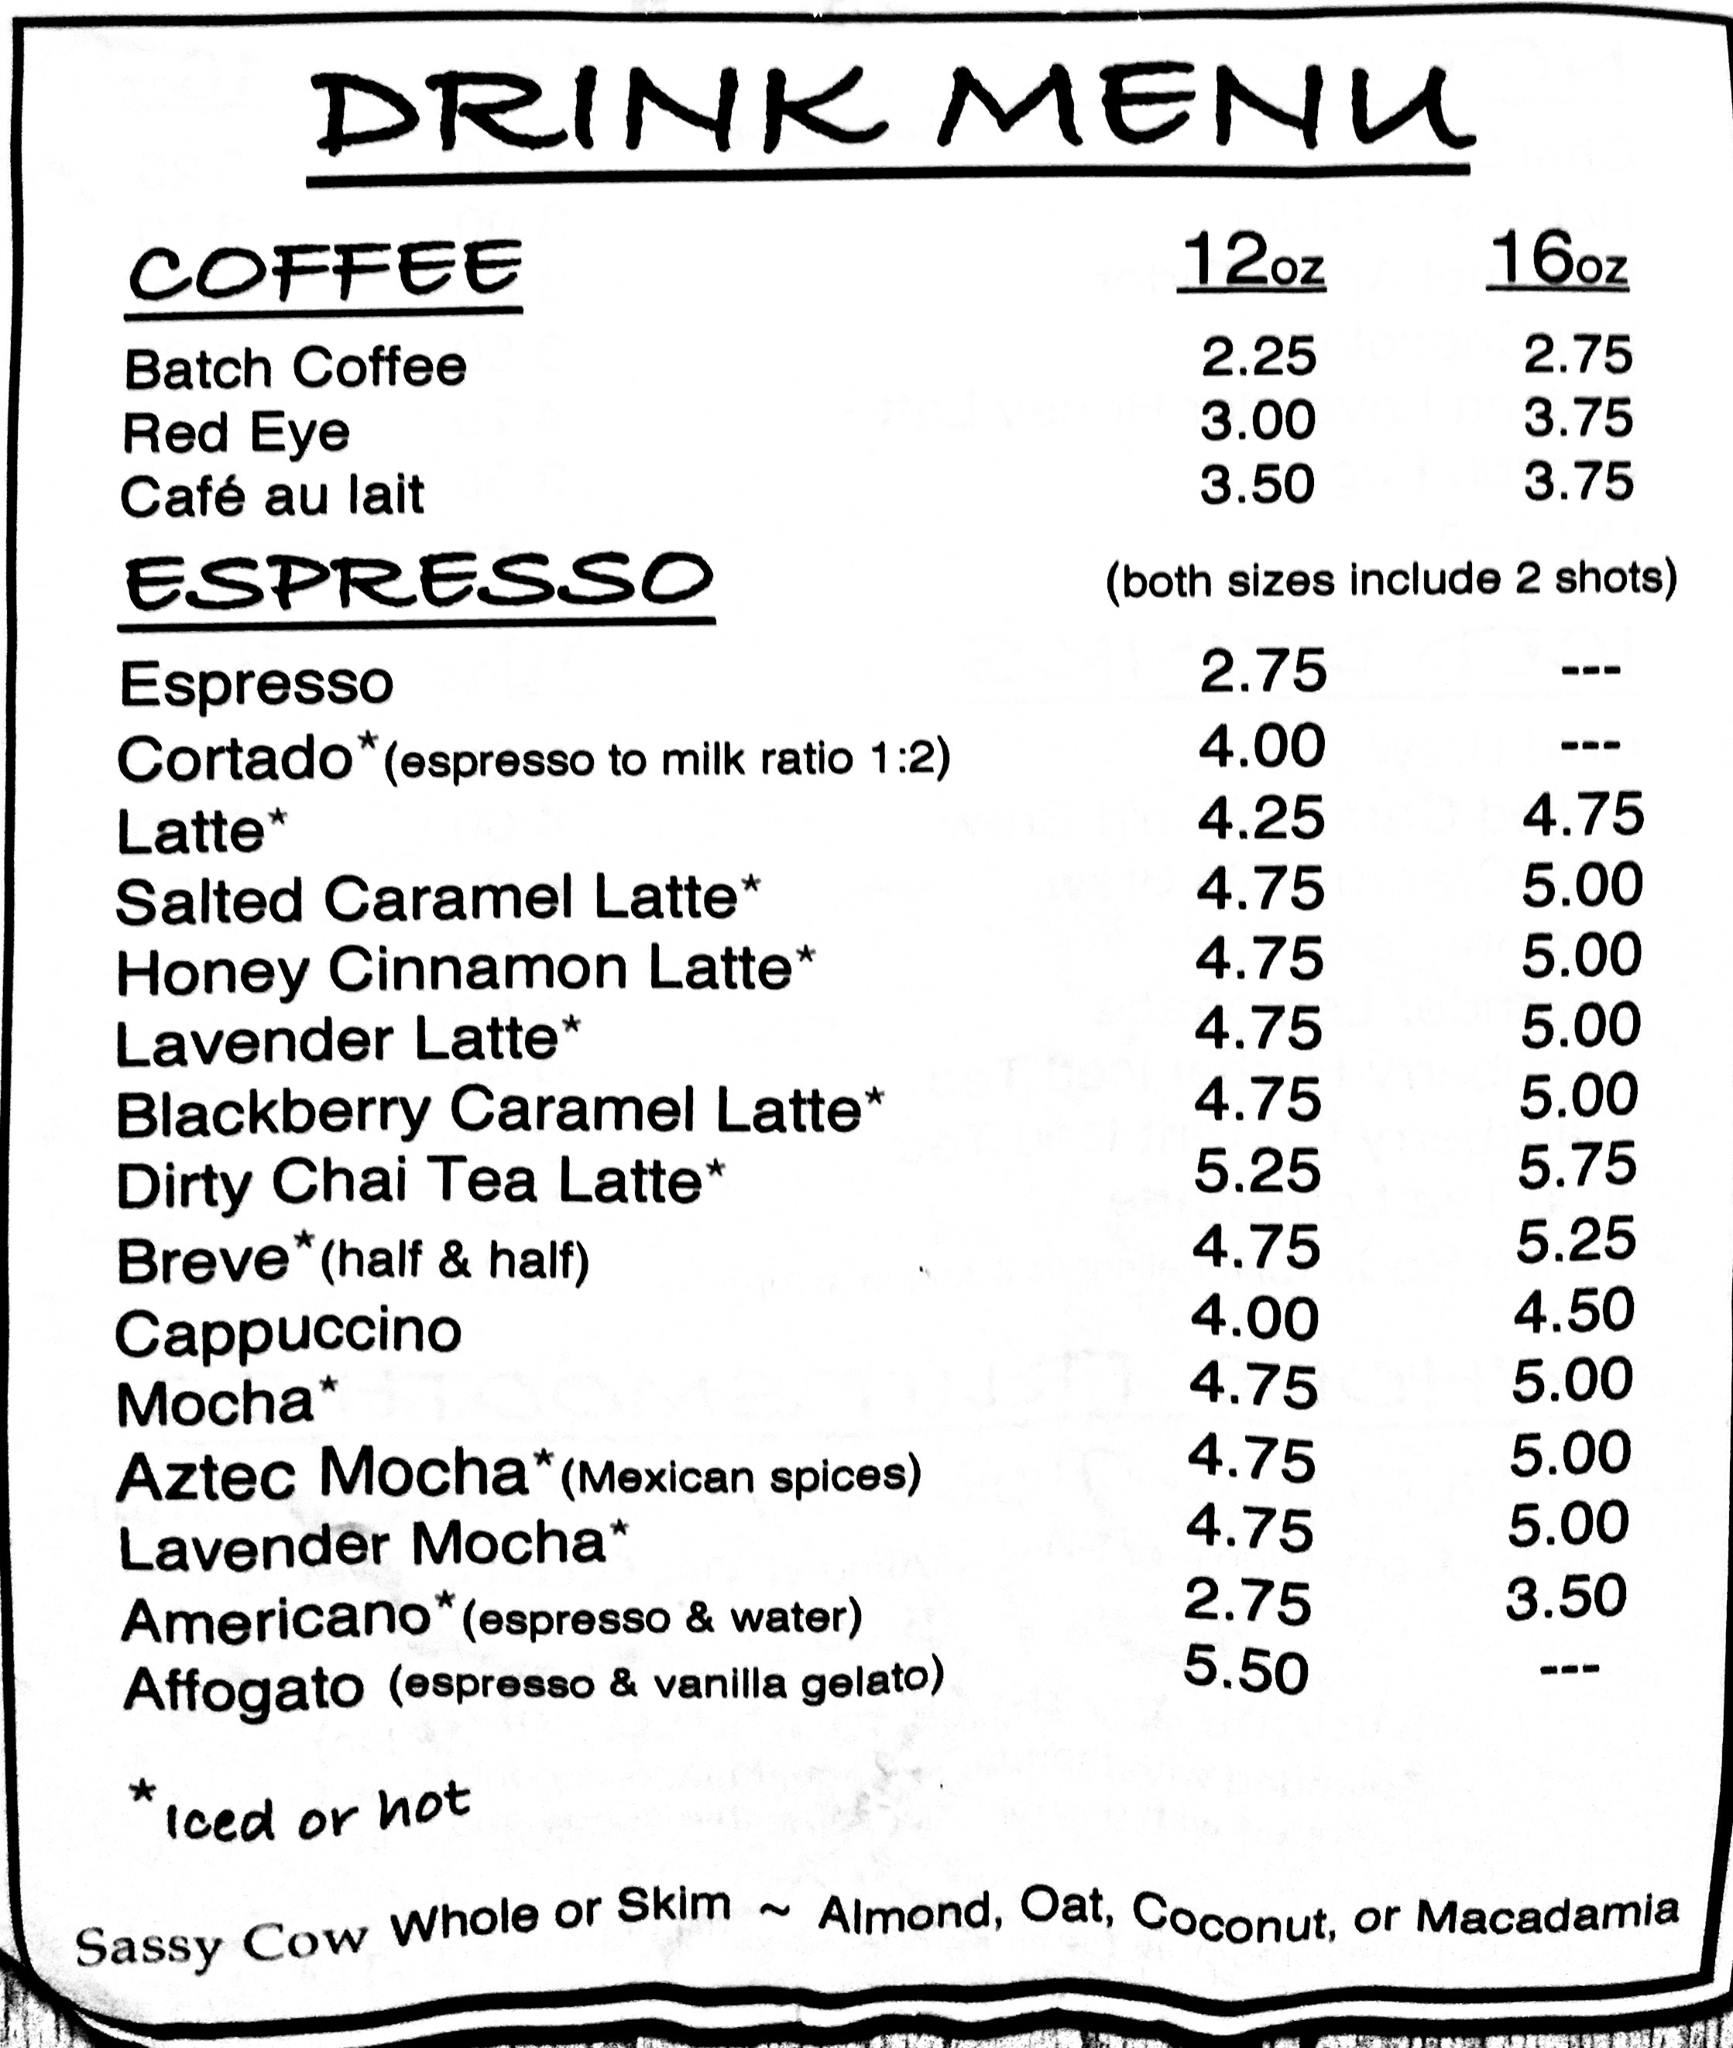 DRINK MENU
COFFEE 12oz 16oz
Batch Coffee 2.25 2.75
Red Eye 3.00 3.75
Café au lait 3.50 3.75
ESPRESSO (both sizes include 2 shots)
Espresso 2.75 ---
Cortado* (espresso to milk ratio 1:2) 4.00 ---
Latte* 4.25 4.75
Salted Caramel Latte* 4.75 5.00
Honey Cinnamon Latte* 4.75 5.00
Lavender Latte* 4.75 5.00
Blackberry Caramel Latte* 4.75 5.00
Dirty Chai Tea Latte* 5.25 5.75
Breve* (half & half) 4.75 5.25
Cappuccino 4.00 4.50
Mocha* 4.75 5.00
Aztec Mocha* (Mexican spices) 4.75 5.00
Lavender Mocha* 4.75 5.00
Americano* (espresso & water) 2.75 3.50
Affogato (espresso & vanilla gelato) 5.50 ---
*Iced or hot
Sassy Cow Whole or Skim ~ Almond, Oat, Coconut, or Macadamia